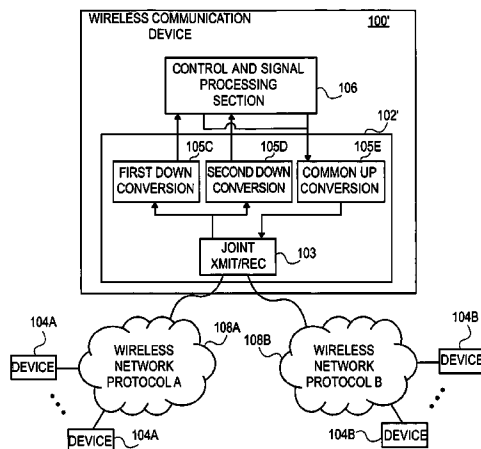 WIRELESS COMMUNICATION
DEVICE
100'
CONTROL AND SIGNAL
PROCESSING
SECTION
106
102'
105C
105D
105E
FIRST DOWN
CONVERSION
SECOND DOWN
CONVERSION
COMMON UP
CONVERSION
JOINT
XMIT/REC
103
104A
108A
108B
104B
DEVICE
WIRELESS
NETWORK
PROTOCOL A
WIRELESS
NETWORK
PROTOCOL B
DEVICE
DEVICE
104A
104B
DEVICE